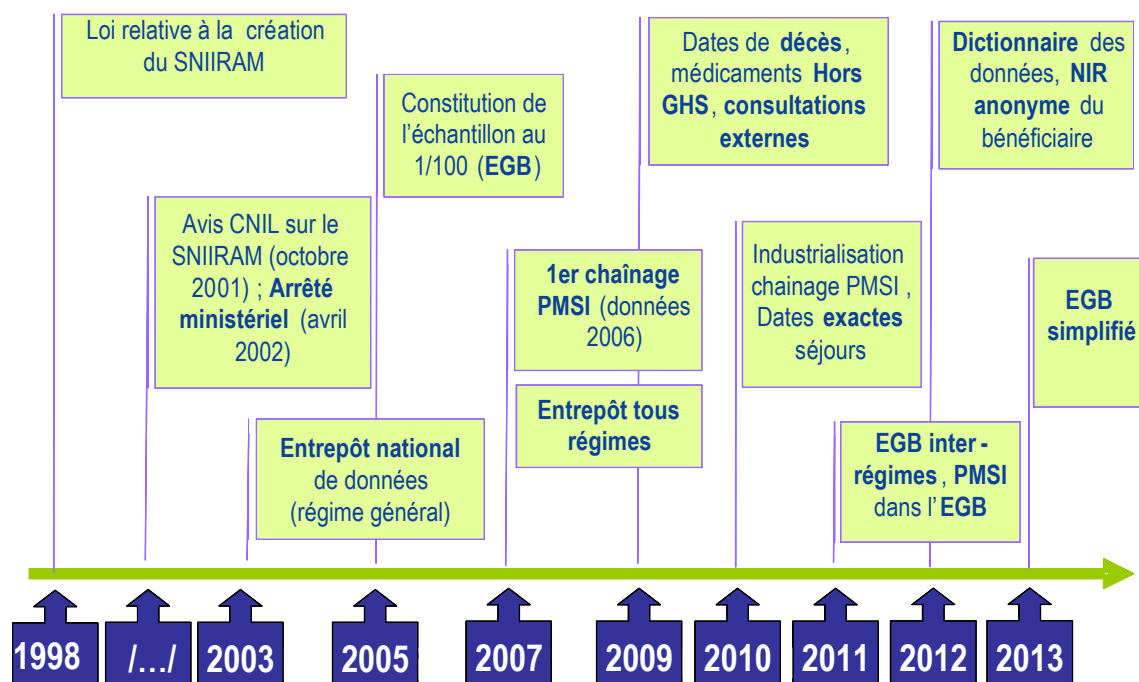 Loi relative à la création
du SNIIRAM
Avis CNIL sur le
SNIIRAM (octobre
2001) ; Arrêté
ministériel (avril
2002)
Entrepôt national
de données
(régime général)
Constitution de
l'échantillon au
1/100 (EGB)
1er chaînage
PMSI (données
2006)
Entrepôt tous
régimes
Dates de décès,
médicaments Hors
GHS, consultations
externes
Industrialisation
chainage PMSI ,
Dates exactes
séjours
EGB inter -
régimes , PMSI
dans l'EGB
Dictionnaire des
données, NIR
anonyme du
bénéficiaire
EGB
simplifié
1998
/.../
2003
2005
2007
2009
2010
2011
2012
2013